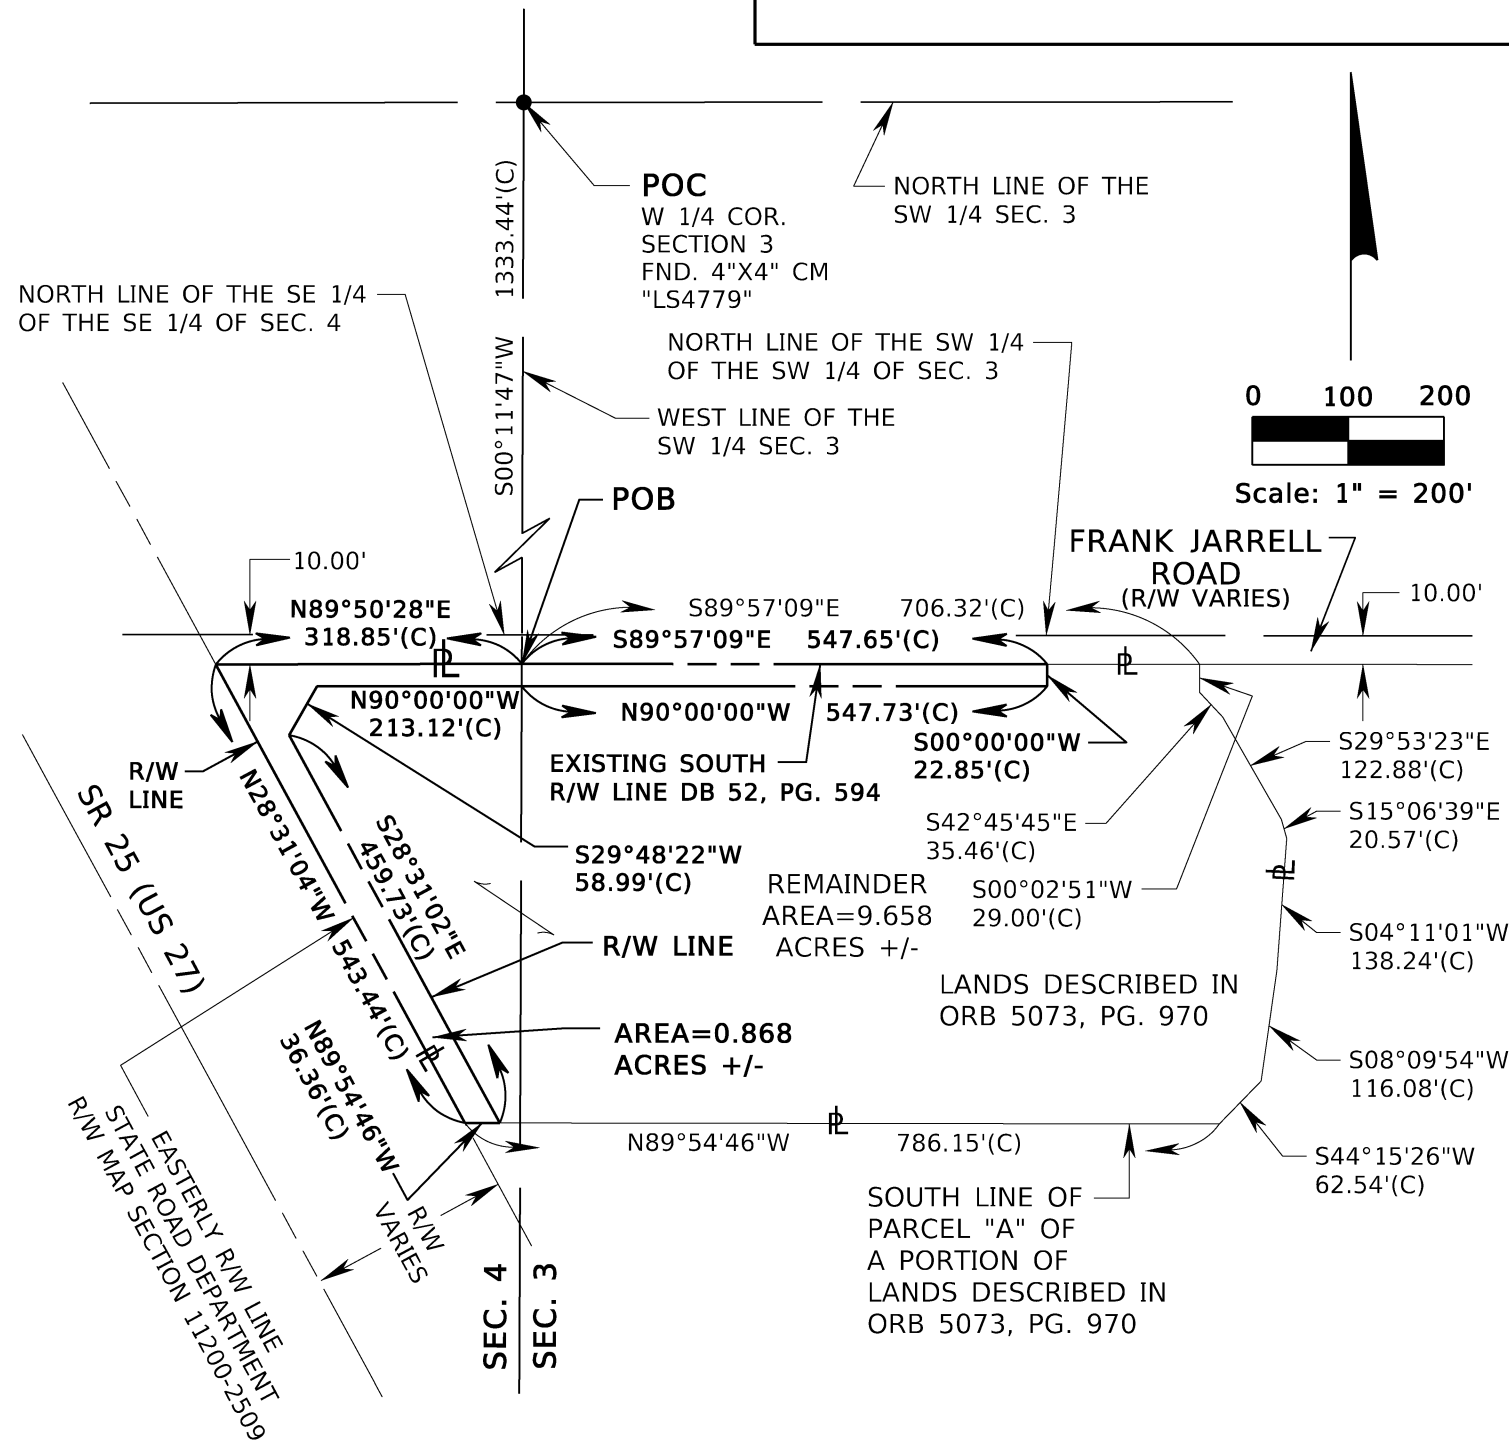 1333.44'(C)
POC
W 1/4 COR.
SECTION 3
FND. 4"X4" CM
"LS4779"
NORTH LINE OF THE
SW 1/4 SEC. 3
NORTH LINE OF THE SE 1/4
OF THE SE 1/4 OF SEC. 4
NORTH LINE OF THE SW 1/4
OF THE SW 1/4 OF SEC. 3
S00°11'47"W
WEST LINE OF THE
SW 1/4 SEC. 3
0 100 200
Scale: 1" = 200'
POB
FRANK JARRELL
ROAD
(R/W VARIES)
10.00'
10.00'
N89°50'28"E
318.85'(C)
S89°57'09"E 706.32'(C)
S89°57'09"E 547.65'(C)
PL
PL
N90°00'00"W
213.12'(C)
N90°00'00"W 547.73'(C)
S00°00'00"W
22.85'(C)
EXISTING SOUTH
R/W LINE DB 52, PG. 594
R/W
LINE
S29°53'23"E
122.88'(C)
S15°06'39"E
20.57'(C)
S42°45'45"E
35.46'(C)
S00°02'51"W
29.00'(C)
PL
SR 25 (US 27)
N28°31'04"W 543.44'(C)
S28°31'02"E
459.73'(C)
S29°48'22"W
58.99'(C)
REMAINDER
AREA=9.658
ACRES +/-
R/W LINE
S04°11'01"W
138.24'(C)
LANDS DESCRIBED IN
ORB 5073, PG. 970
AREA=0.868
ACRES +/-
PL
S08°09'54"W
116.08'(C)
N89°54'46"W
36.36'(C)
N89°54'46"W 786.15'(C)
PL
S44°15'26"W
62.54'(C)
R/W
VARIES
EASTERLY R/W LINE
STATE ROAD DEPARTMENT
R/W MAP SECTION 11200-2509
SOUTH LINE OF
PARCEL "A" OF
A PORTION OF
LANDS DESCRIBED IN
ORB 5073, PG. 970
SEC. 4
SEC. 3